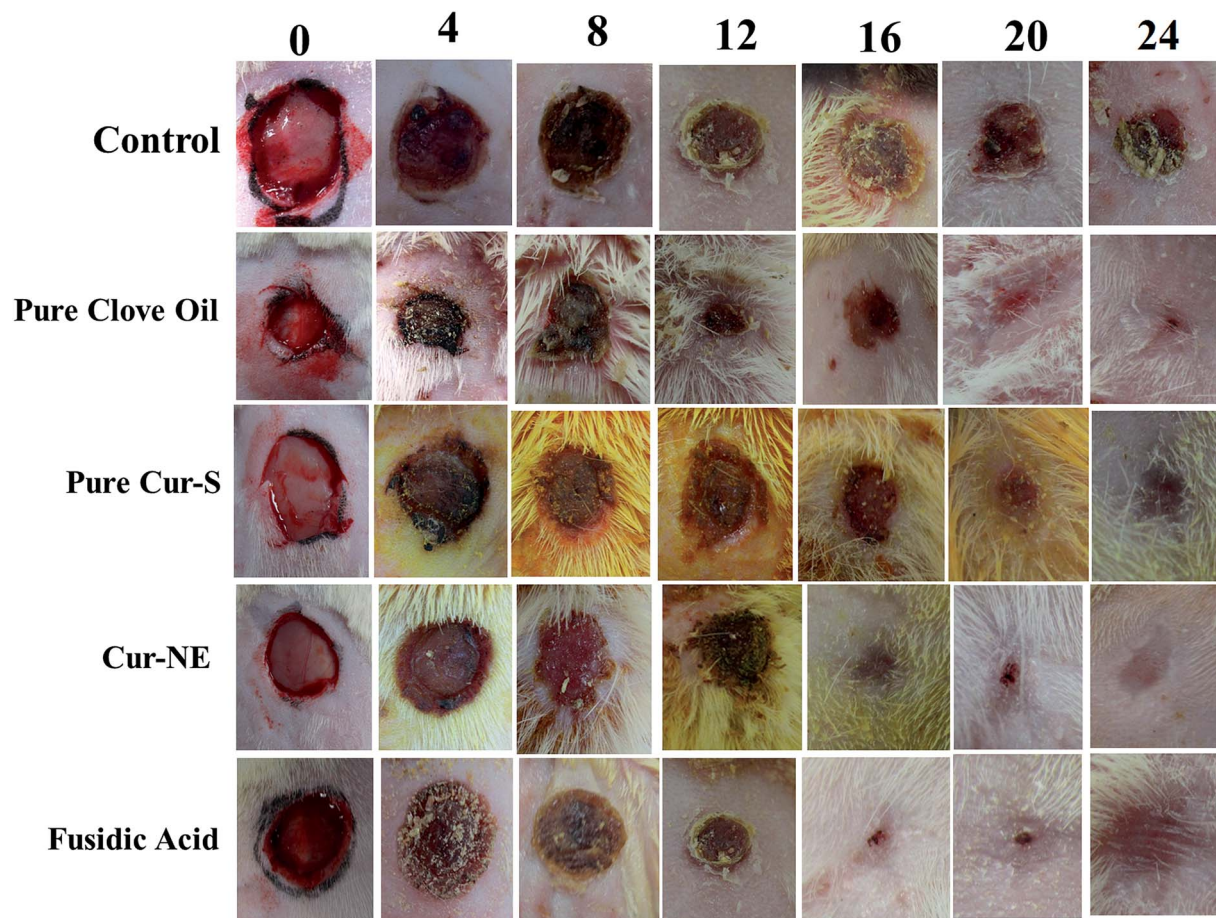 0 4 8 12 16 20 24
Control
Pure Clove Oil
Pure Cur-S
Cur-NE
Fusidic Acid